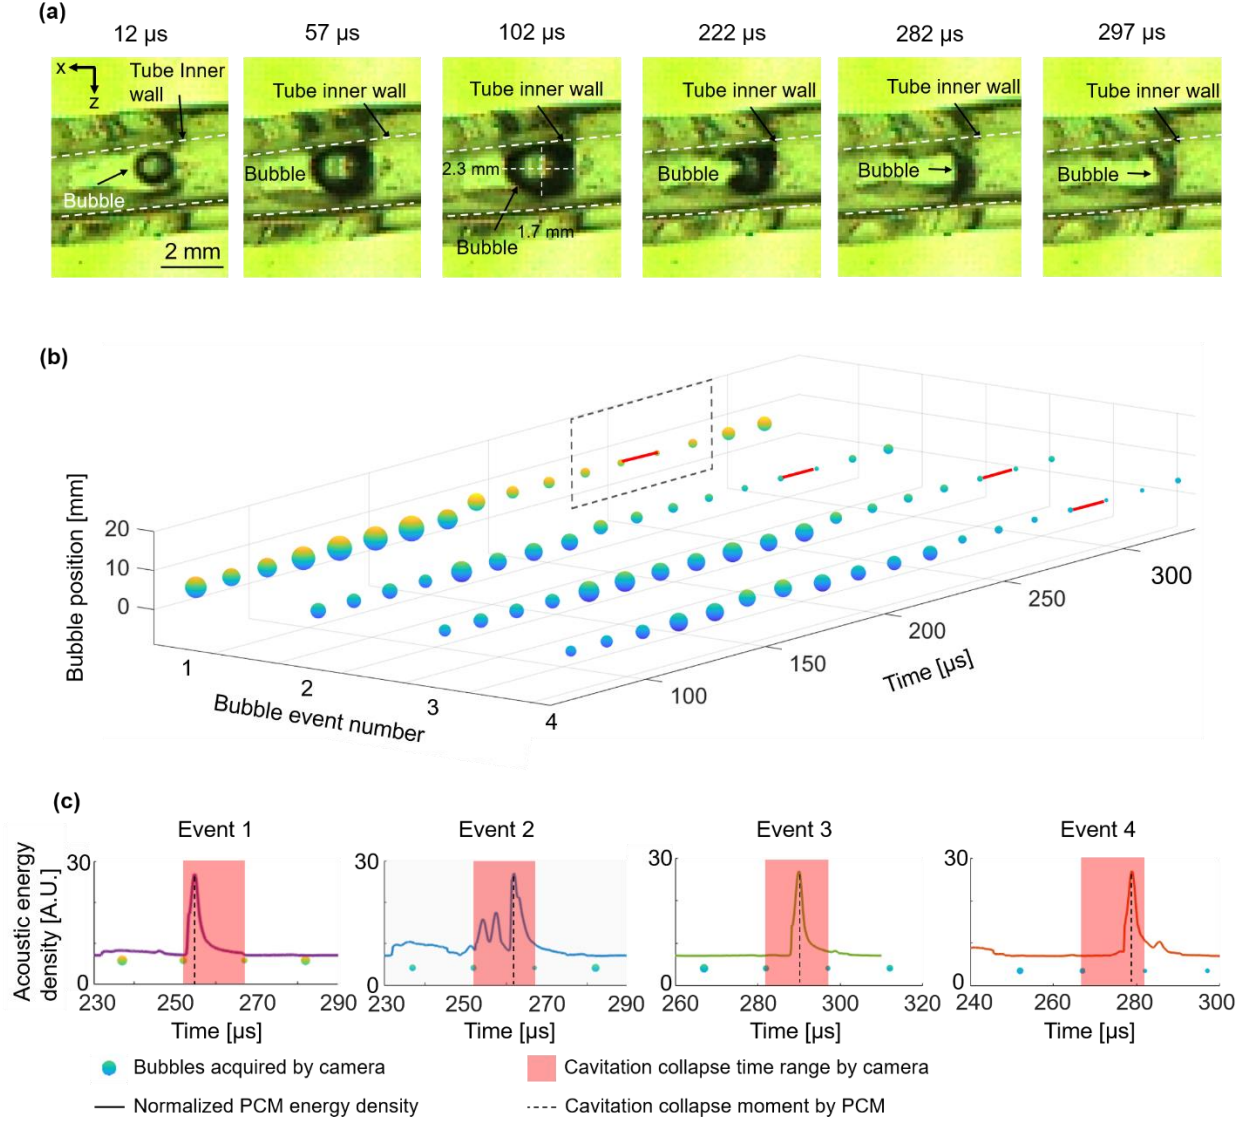 (a)
12 µs 57 µs 102 µs 222 µs 282 µs 297 µs
x
z
Tube Inner
wall
Bubble
2 mm
Tube inner wall
Bubble
Tube inner wall
2.3 mm
1.7 mm
Bubble
Tube inner wall
Bubble
Tube inner wall
Bubble
Tube inner wall
Bubble
(b)
Bubble position [mm]
20
10
0
1
2
3
4
Bubble event number
100
150
200
250
300
Time [µs]
(c)
Acoustic energy
density [A.U.]
Event 1
30
0
230 250 270 290
Time [µs]
Event 2
30
0
230 250 270 290
Time [µs]
Event 3
30
0
260 280 300 320
Time [µs]
Event 4
30
0
240 260 280 300
Time [µs]
Bubbles acquired by camera
Cavitation collapse time range by camera
Normalized PCM energy density
Cavitation collapse moment by PCM